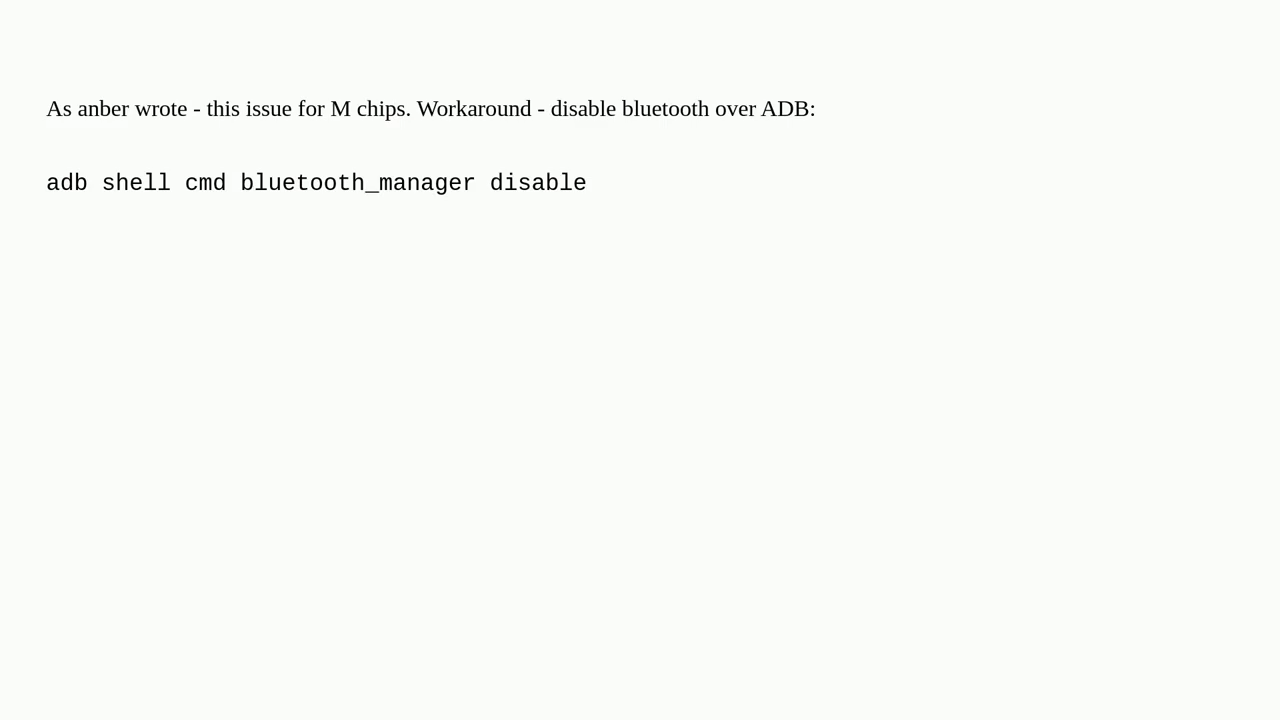 As anber wrote - this issue for M chips. Workaround - disable bluetooth over ADB:
adb shell cmd bluetooth_manager disable